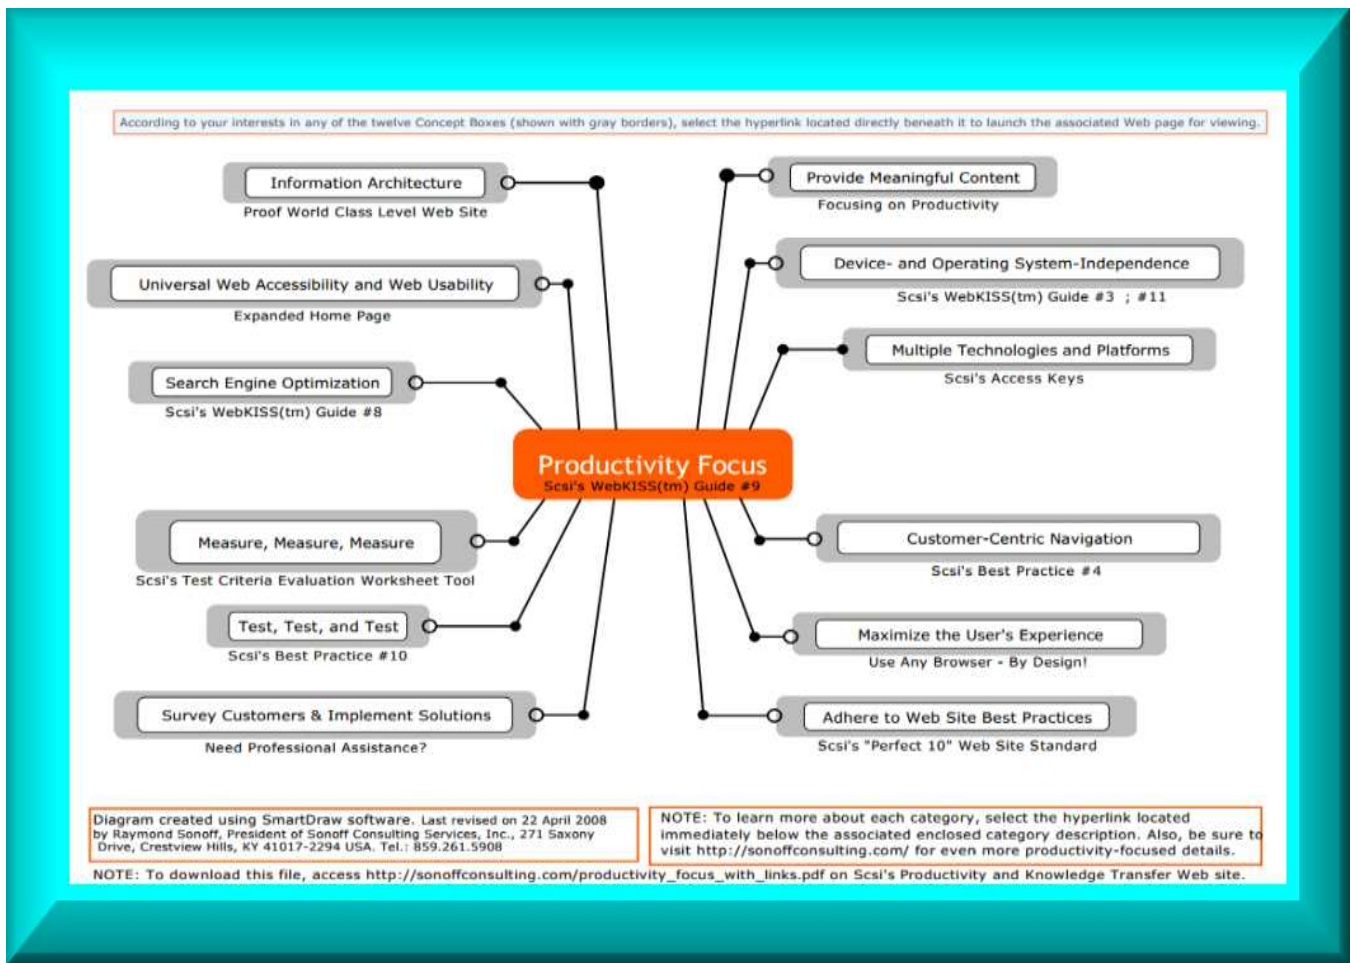 According to your interests in any of the twelve Concept Boxes (shown with gray borders), select the hyperlink located directly beneath it to launch the associated Web page for viewing.
Information Architecture
Proof World Class Level Web Site
Universal Web Accessibility and Web Usability
Expanded Home Page
Search Engine Optimization
Scsi's WebKISS(tm) Guide #8
Provide Meaningful Content
Focusing on Productivity
Device- and Operating System-Independence
Scsi's WebKISS(tm) Guide #3 ; #11
Multiple Technologies and Platforms
Scsi's Access Keys
Productivity Focus
Scsi's WebKISS(tm) Guide #9
Measure, Measure, Measure
Scsi's Test Criteria Evaluation Worksheet Tool
Test, Test, and Test
Scsi's Best Practice #10
Survey Customers & Implement Solutions
Need Professional Assistance?
Customer-Centric Navigation
Scsi's Best Practice #4
Maximize the User's Experience
Use Any Browser - By Design!
Adhere to Web Site Best Practices
Scsi's "Perfect 10" Web Site Standard
Diagram created using SmartDraw software. Last revised on 22 April 2008
by Raymond Sonoff, President of Sonoff Consulting Services, Inc., 271 Saxony
Drive, Crestview Hills, KY 41017-2294 USA. Tel.: 859.261.5908
NOTE: To learn more about each category, select the hyperlink located
immediately below the associated enclosed category description. Also, be sure to
visit http://sonoffconsulting.com/ for even more productivity-focused details.
NOTE: To download this file, access http://sonoffconsulting.com/productivity_focus_with_links.pdf on Scsi's Productivity and Knowledge Transfer Web site.